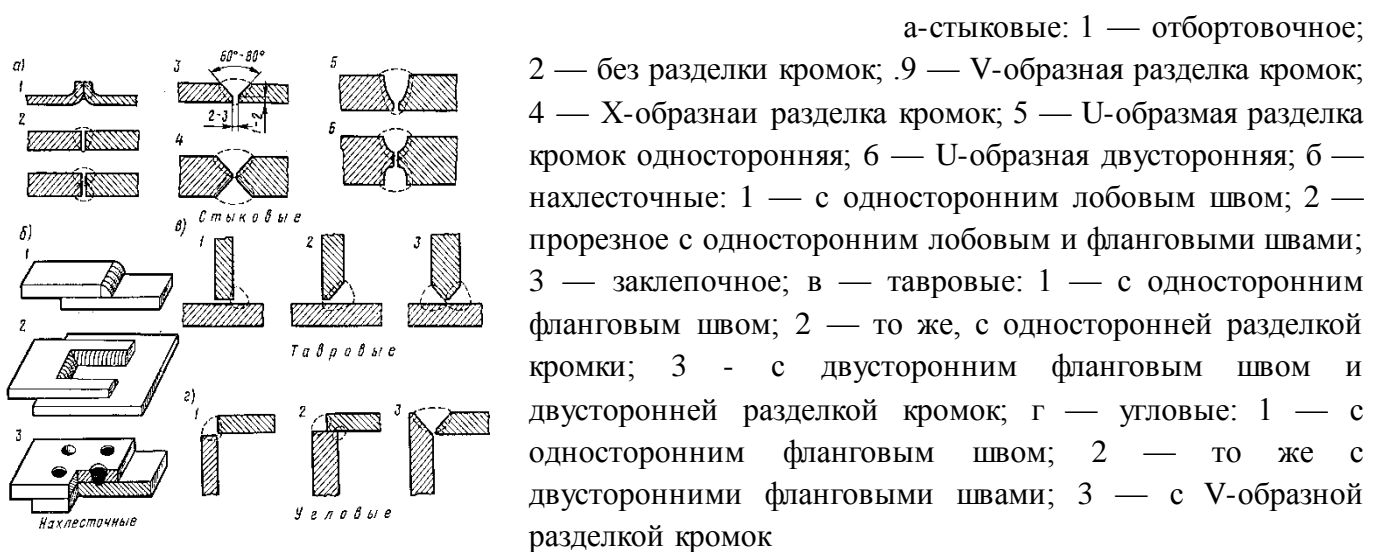 а)
1
2
3
60°-80°
2-3
1-2
4
5
6
Стыковые
б)
1
2
3
Нахлесточные
в)
1
2
3
Тавровые
г)
1
2
3
Угловые
а-стыковые: 1 — отбортовочное;
2 — без разделки кромок; .9 — V-образная разделка кромок;
4 — X-образнаи разделка кромок; 5 — U-образмая разделка
кромок односторонняя; 6 — U-образная двусторонняя; б —
нахлесточные: 1 — с односторонним лобовым швом; 2 —
прорезное с односторонним лобовым и фланговыми швами;
3 — заклепочное; в — тавровые: 1 — с односторонним
фланговым швом; 2 — то же, с односторонней разделкой
кромки; 3 - с двусторонним фланговым швом и
двусторонней разделкой кромок; г — угловые: 1 — с
односторонним фланговым швом; 2 — то же с
двусторонними фланговыми швами; 3 — с V-образной
разделкой кромок